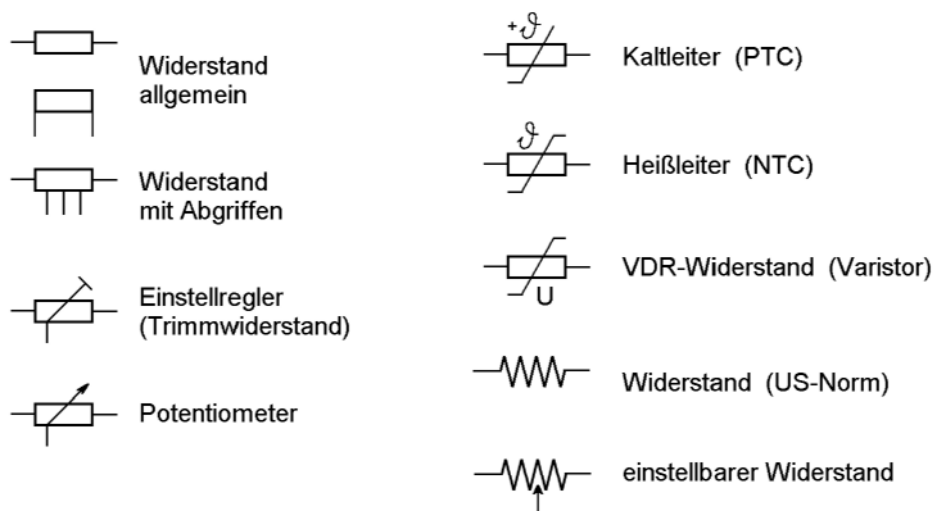 Widerstand
allgemein
Widerstand
mit Abgriffen
Einstellregler
(Trimmwiderstand)
Potentiometer
+ϑ
Kaltleiter (PTC)
ϑ
Heißleiter (NTC)
VDR-Widerstand (Varistor)
U
Widerstand (US-Norm)
einstellbarer Widerstand